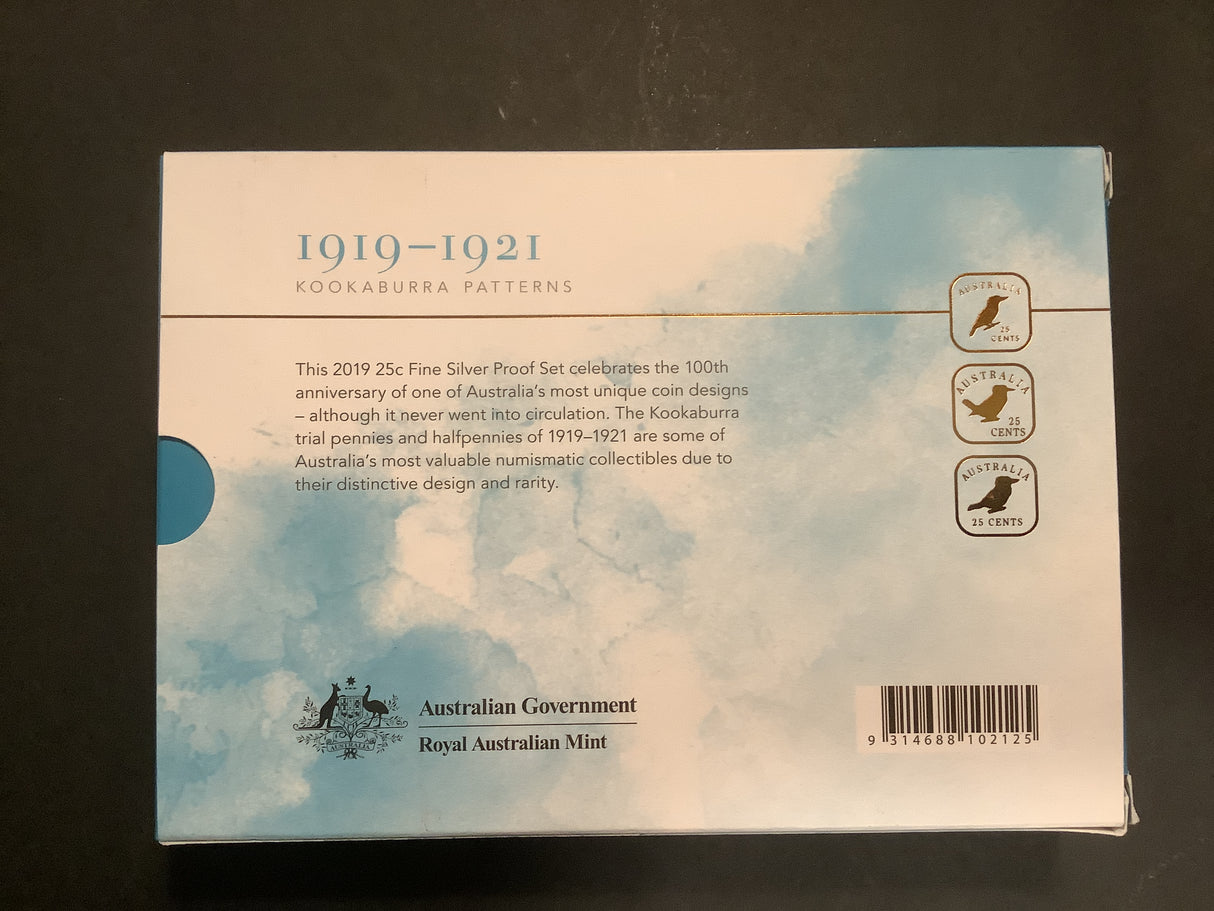 1919–1921
KOOKABURRA PATTERNS
AUSTRALIA
25
CENTS
AUSTRALIA
25
CENTS
AUSTRALIA
25 CENTS
This 2019 25c Fine Silver Proof Set celebrates the 100th
anniversary of one of Australia's most unique coin designs
– although it never went into circulation. The Kookaburra
trial pennies and halfpennies of 1919–1921 are some of
Australia's most valuable numismatic collectibles due to
their distinctive design and rarity.
AUSTRALIA
Australian Government
Royal Australian Mint
9 314688 102125